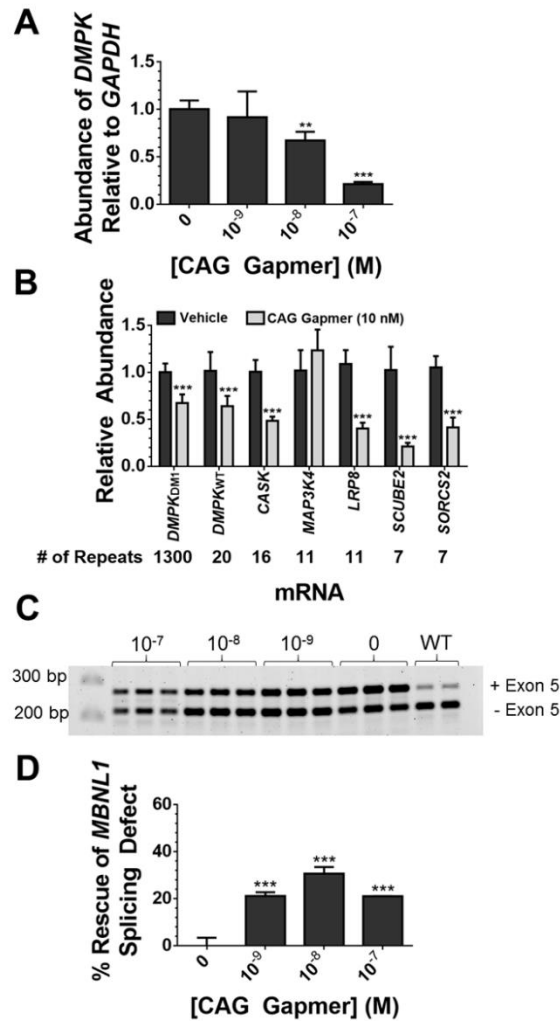 A
Abundance of DMPK
Relative to GAPDH
1.5
1.0
0.5
0.0
**
***
0
10-9
10-8
10-7
[CAG Gapmer] (M)
B
Relative Abundance
1.5
1.0
0.5
0.0
Vehicle
CAG Gapmer (10 nM)
***
***
***
***
***
***
DMPKDM1
DMPKWT
CASK
MAP3K4
LRP8
SCUBE2
SORCS2
# of Repeats 1300 20 16 11 11 7 7
mRNA
C
10-7 10-8 10-9 0 WT
300 bp
+ Exon 5
200 bp
- Exon 5
D
% Rescue of MBNL1
Splicing Defect
60
40
20
0
***
***
***
0
10-9
10-8
10-7
[CAG Gapmer] (M)